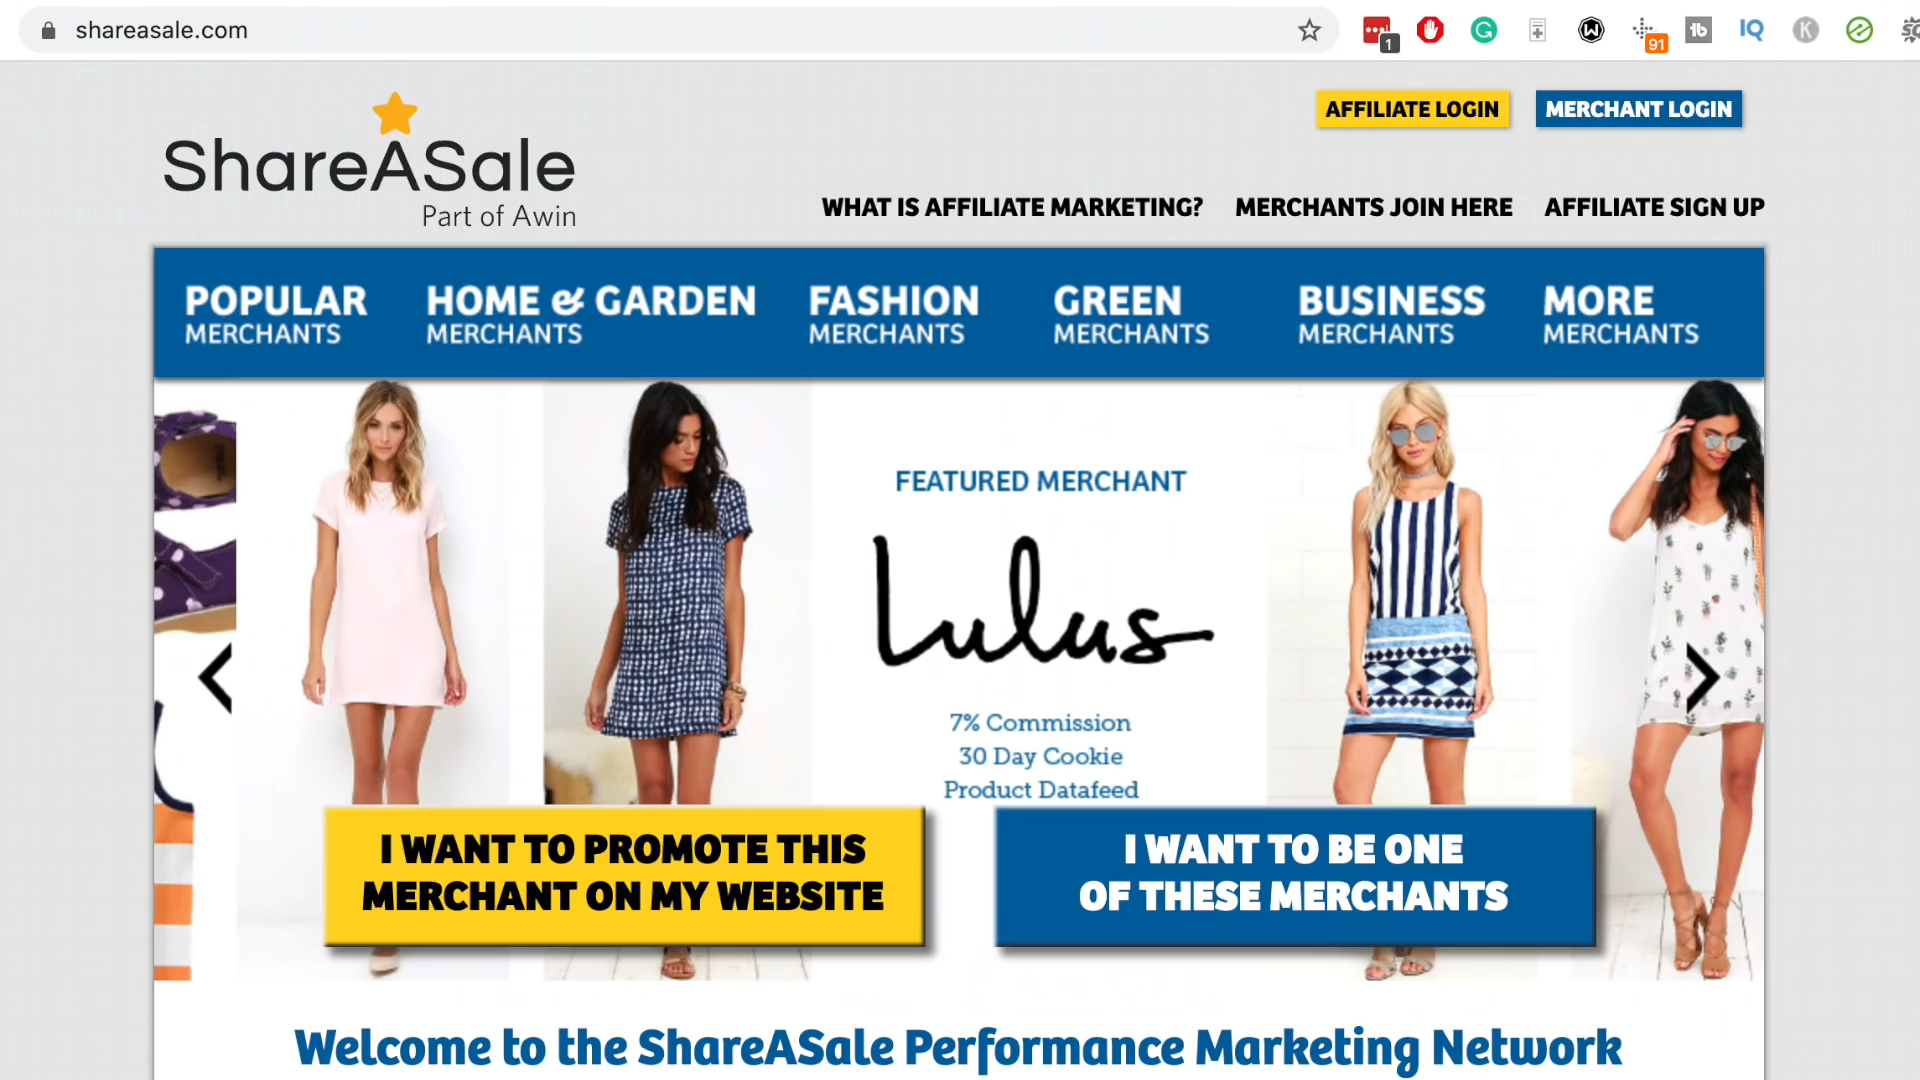 shareasale.com
1
91
IQ
K
AFFILIATE LOGIN
MERCHANT LOGIN
ShareASale
Part of Awin
WHAT IS AFFILIATE MARKETING?
MERCHANTS JOIN HERE
AFFILIATE SIGN UP
POPULAR
MERCHANTS
HOME & GARDEN
MERCHANTS
FASHION
MERCHANTS
GREEN
MERCHANTS
BUSINESS
MERCHANTS
MORE
MERCHANTS
FEATURED MERCHANT
Lulus
7% Commission
30 Day Cookie
Product Datafeed
I WANT TO PROMOTE THIS
MERCHANT ON MY WEBSITE
I WANT TO BE ONE
OF THESE MERCHANTS
Welcome to the ShareASale Performance Marketing Network